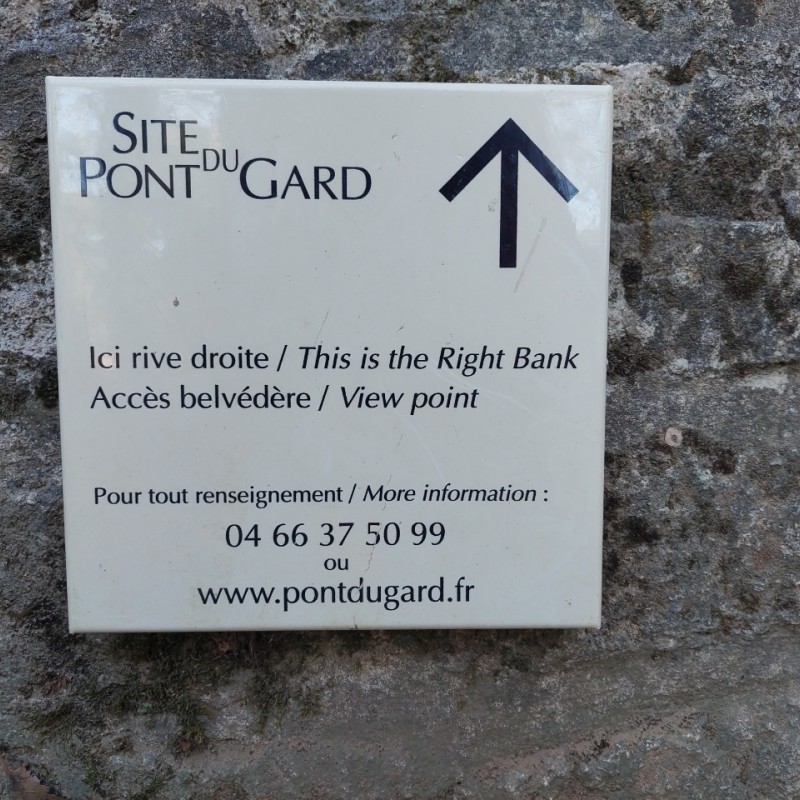 SITE DU
PONT GARD
Ici rive droite / This is the Right Bank
Accès belvédère / View point
Pour tout renseignement / More information :
04 66 37 50 99
ou
www.pontdugard.fr